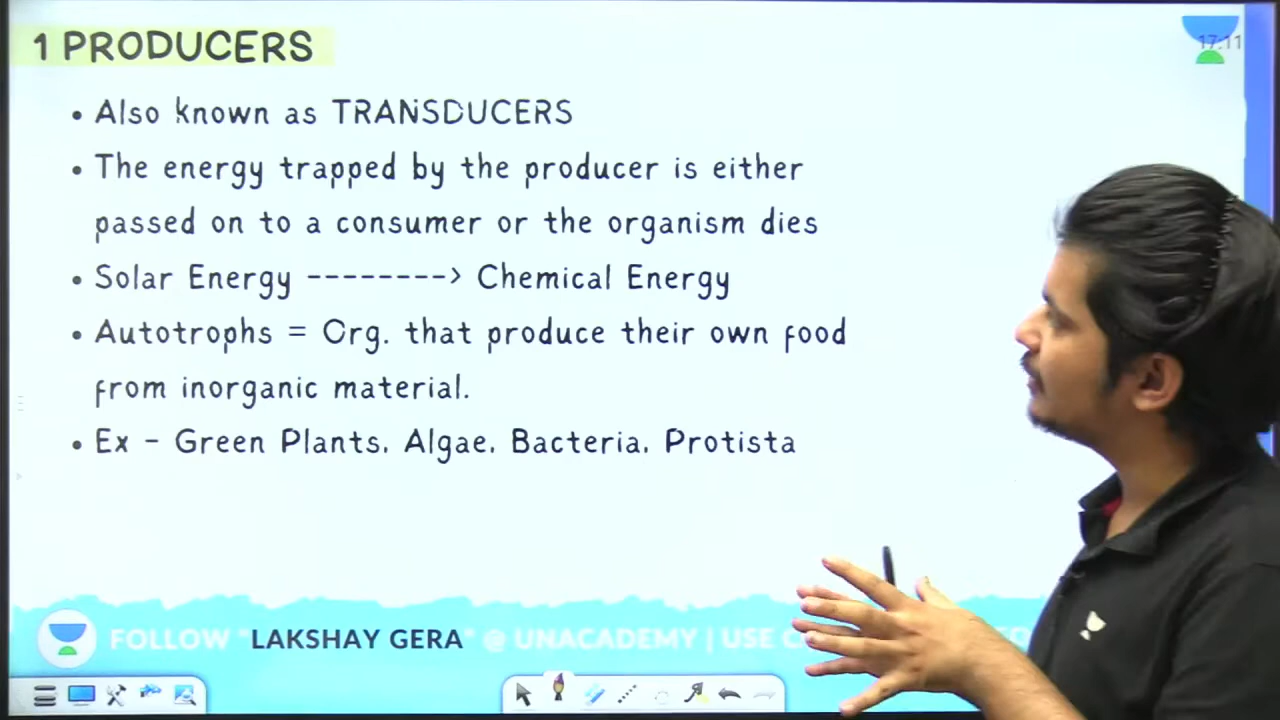 1 PRODUCERS
17:11
• Also known as TRANSDUCERS
• The energy trapped by the producer is either
passed on to a consumer or the organism dies
• Solar Energy --------> Chemical Energy
• Autotrophs = Org. that produce their own food
from inorganic material.
• Ex - Green Plants, Algae, Bacteria, Protista
FOLLOW "LAKSHAY GERA" @ UNACADEMY | USE